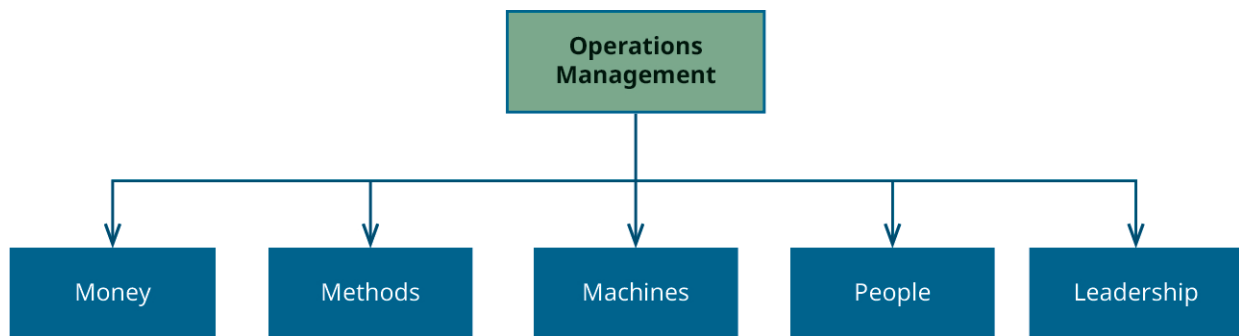 Operations
Management
Money
Methods
Machines
People
Leadership